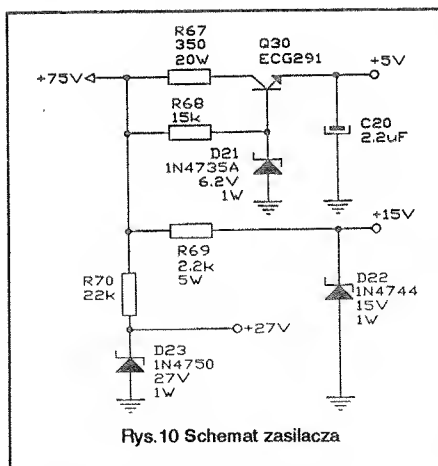 R67
350
20W
Q30
ECG291
+75V
+5V
R68
15k
C20
2.2uF
D21
1N4735A
6.2V
1W
+15V
R69
2.2k
5W
D22
1N4744
15V
1W
R70
22k
+27V
D23
1N4750
27V
1W
Rys.10 Schemat zasilacza